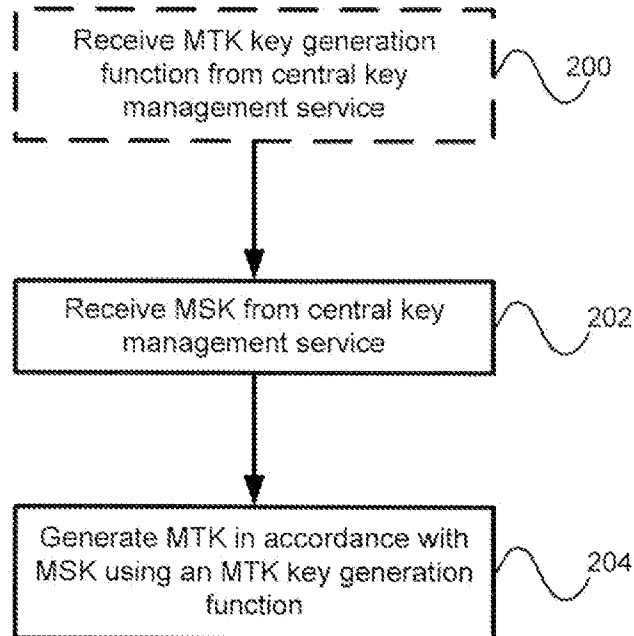 Receive MTK key generation
function from central key
management service
200
Receive MSK from central key
management service
202
Generate MTK in accordance with
MSK using an MTK key generation
function
204